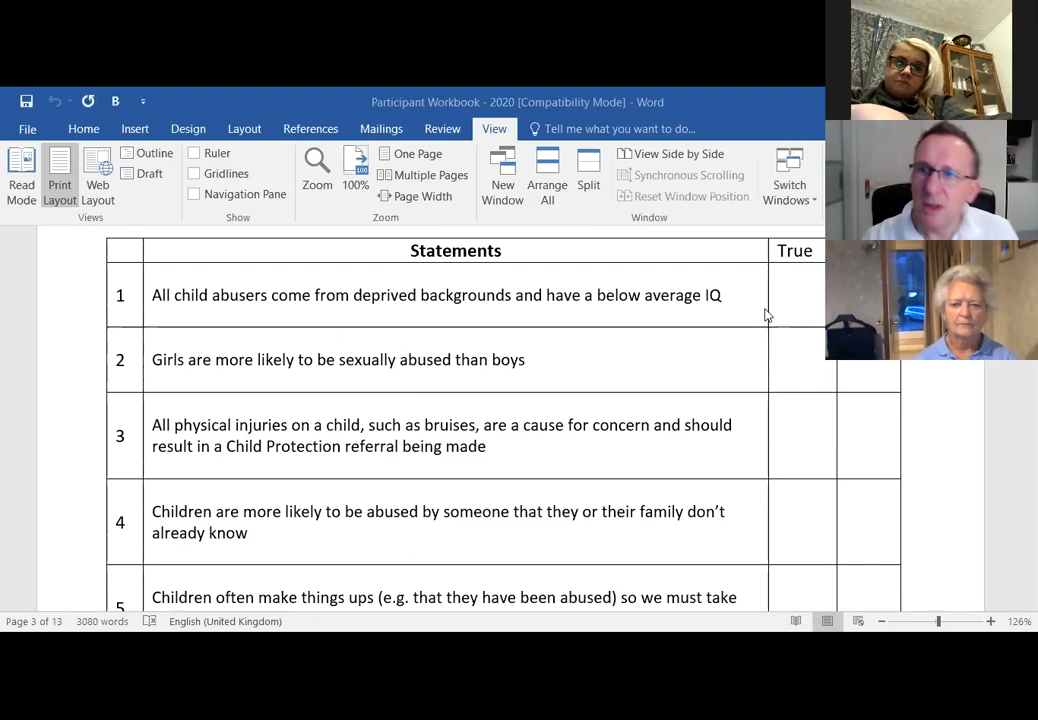 Participant Workbook - 2020 [Compatibility Mode] - Word
File Home Insert Design Layout References Mailings Review View Tell me what you want to do...
Read Mode
Print Layout
Web Layout
Outline
Draft
Views
Ruler
Gridlines
Navigation Pane
Show
Zoom
100%
One Page
Multiple Pages
Page Width
Zoom
New Window
Arrange All
Split
View Side by Side
Synchronous Scrolling
Reset Window Position
Window
Switch Windows
Statements True
1 All child abusers come from deprived backgrounds and have a below average IQ
2 Girls are more likely to be sexually abused than boys
3 All physical injuries on a child, such as bruises, are a cause for concern and should
result in a Child Protection referral being made
4 Children are more likely to be abused by someone that they or their family don't
already know
5 Children often make things ups (e.g. that they have been abused) so we must take
Page 3 of 13 3080 words English (United Kingdom) 126%